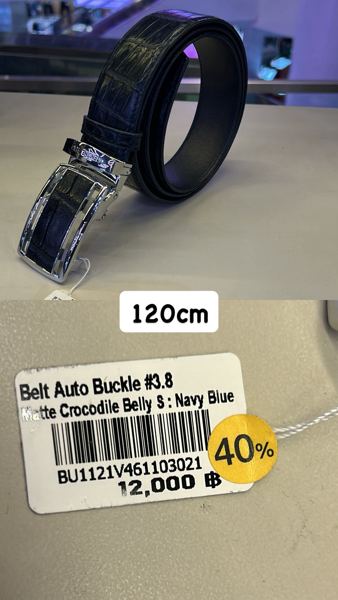 120cm
Belt Auto Buckle #3.8
Matte Crocodile Belly S : Navy Blue
BU1121V461103021
40%
12,000 ฿